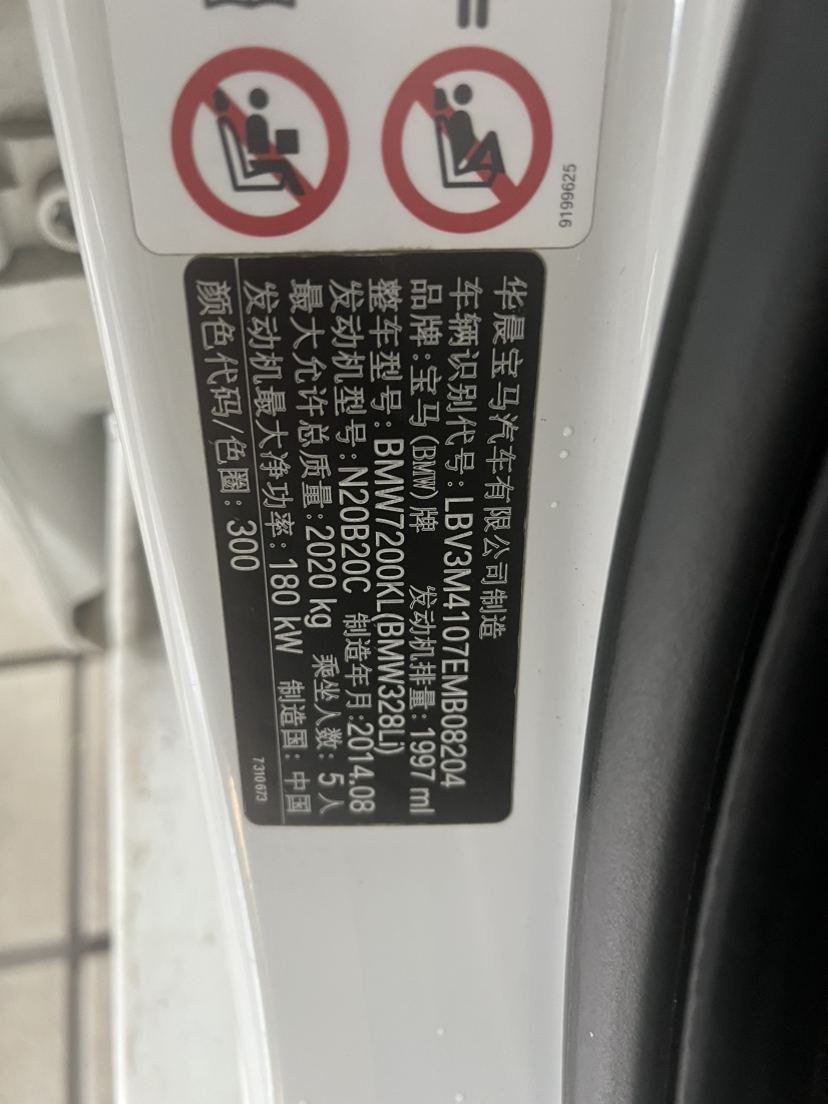 9199625
华晨宝马汽车有限公司制造
车辆识别代号: LBV3M4107EMB08204
品牌: 宝马(BMW)牌 发动机排量: 1997 ml
整车型号: BMW7200KL(BMW328Li)
发动机型号: N20B20C 制造年月: 2014.08
最大允许总质量: 2020 kg 乘坐人数: 5人
发动机最大净功率: 180 kW 制造国: 中国
颜色代码/色圈: 300
7310673